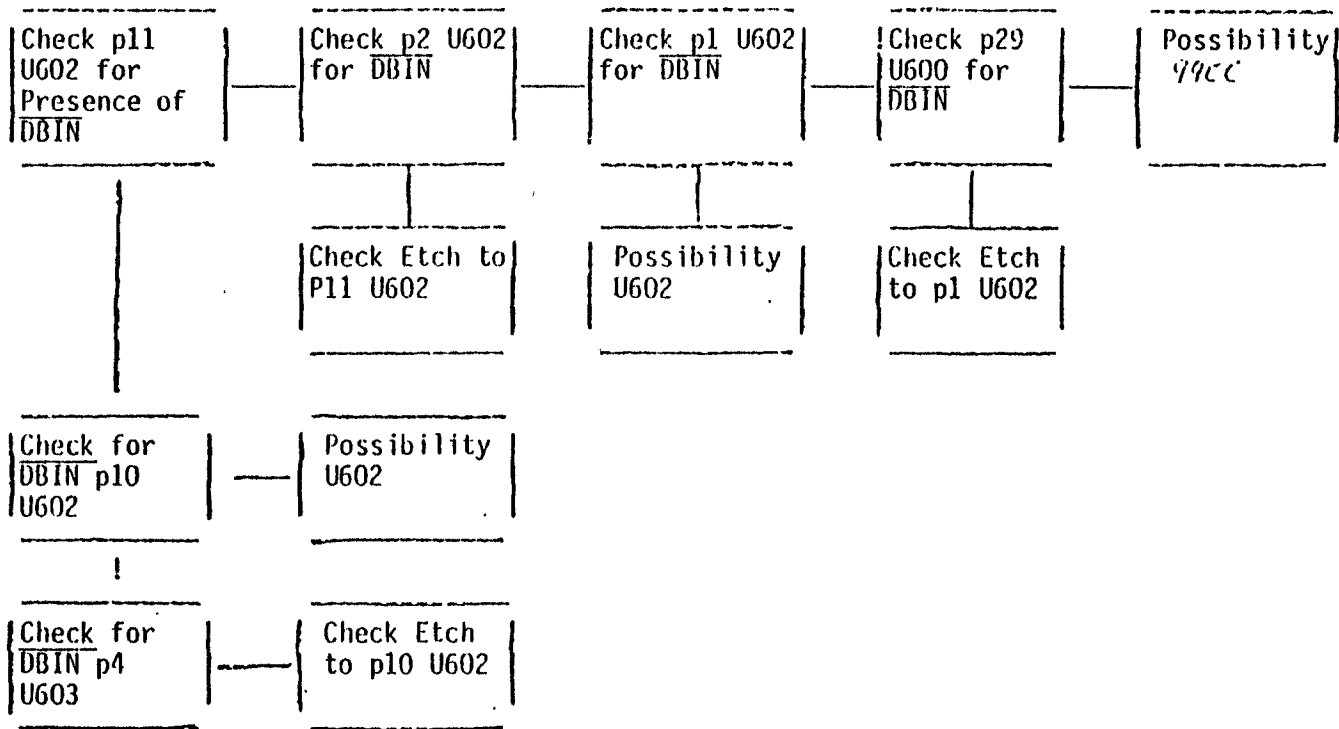 Check p11
U602 for
Presence of
DBIN
Check p2 U602
for DBIN
Check p1 U602
for DBIN
Check p29
U600 for
DBIN
Possibility
Check Etch to
P11 U602
Possibility
U602
Check Etch
to p1 U602
Check for
DBIN p10
U602
Possibility
U602
Check for
DBIN p4
U603
Check Etch
to p10 U602